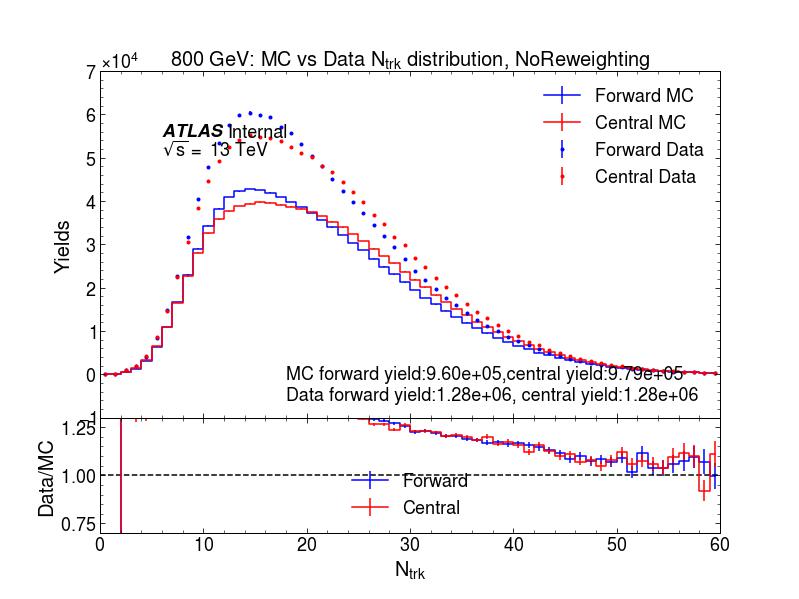 800 GeV: MC vs Data Ntrk distribution, NoReweighting
×10⁴
7
6
5
4
3
2
1
0
−1
Yields
ATLAS Internal
√s = 13 TeV
Forward MC
Central MC
Forward Data
Central Data
MC forward yield:9.60e+05,central yield:9.79e+05
Data forward yield:1.28e+06, central yield:1.28e+06
1.25
1.00
0.75
Data/MC
Forward
Central
0 10 20 30 40 50 60
Ntrk